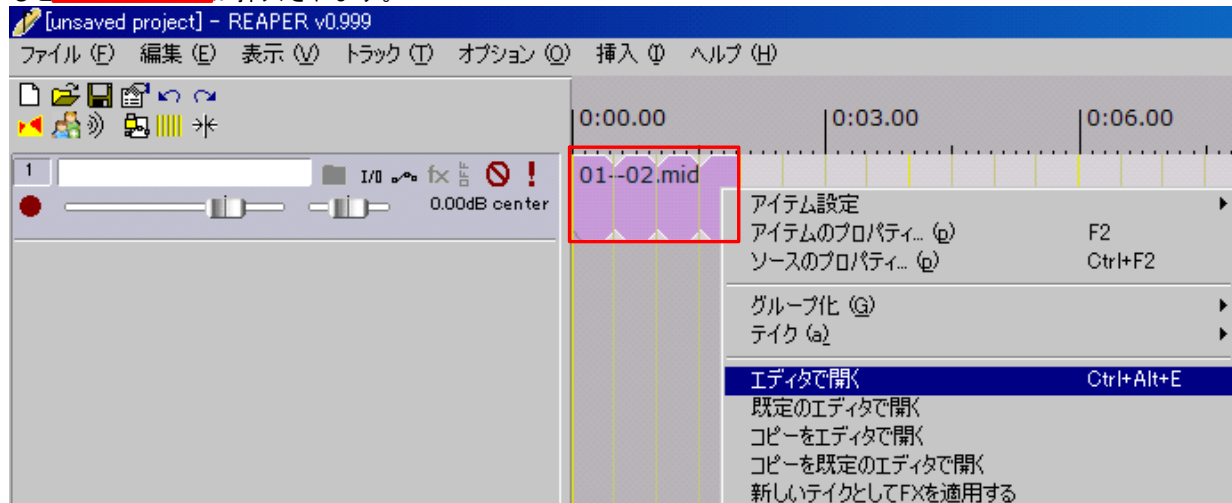 [unsaved project] - REAPER v0.999
ファイル (F) 編集 (E) 表示 (V) トラック (T) オプション (O) 挿入 (I) ヘルプ (H)
0:00.00 0:03.00 0:06.00
1 I/O fx OFF
0.00dB center
01--02.mid
アイテム設定
アイテムのプロパティ... (p) F2
ソースのプロパティ... (p) Ctrl+F2
グループ化 (G)
テイク (a)
エディタで開く Ctrl+Alt+E
既定のエディタで開く
コピーをエディタで開く
コピーを既定のエディタで開く
新しいテイクとしてFXを適用する